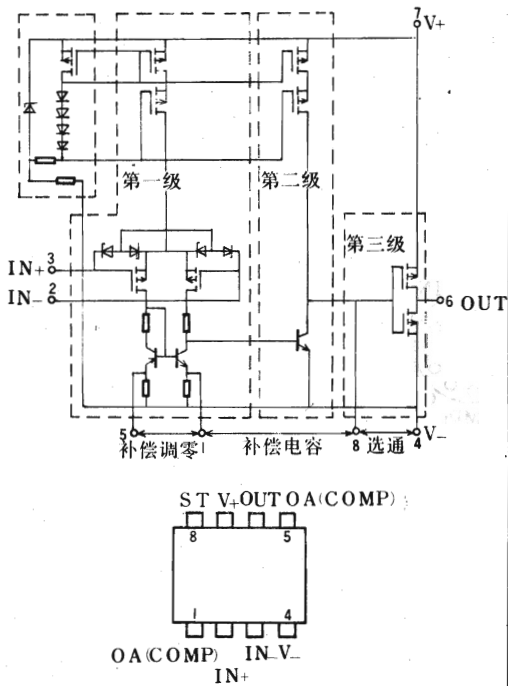 7
V+
第一级
第二级
第三级
IN+ 3
IN- 2
6 OUT
5 补偿调零 1 补偿电容 8 选通 4 V-
ST V+ OUT OA(COMP)
8 5
1 4
OA(COMP) IN- V-
IN+